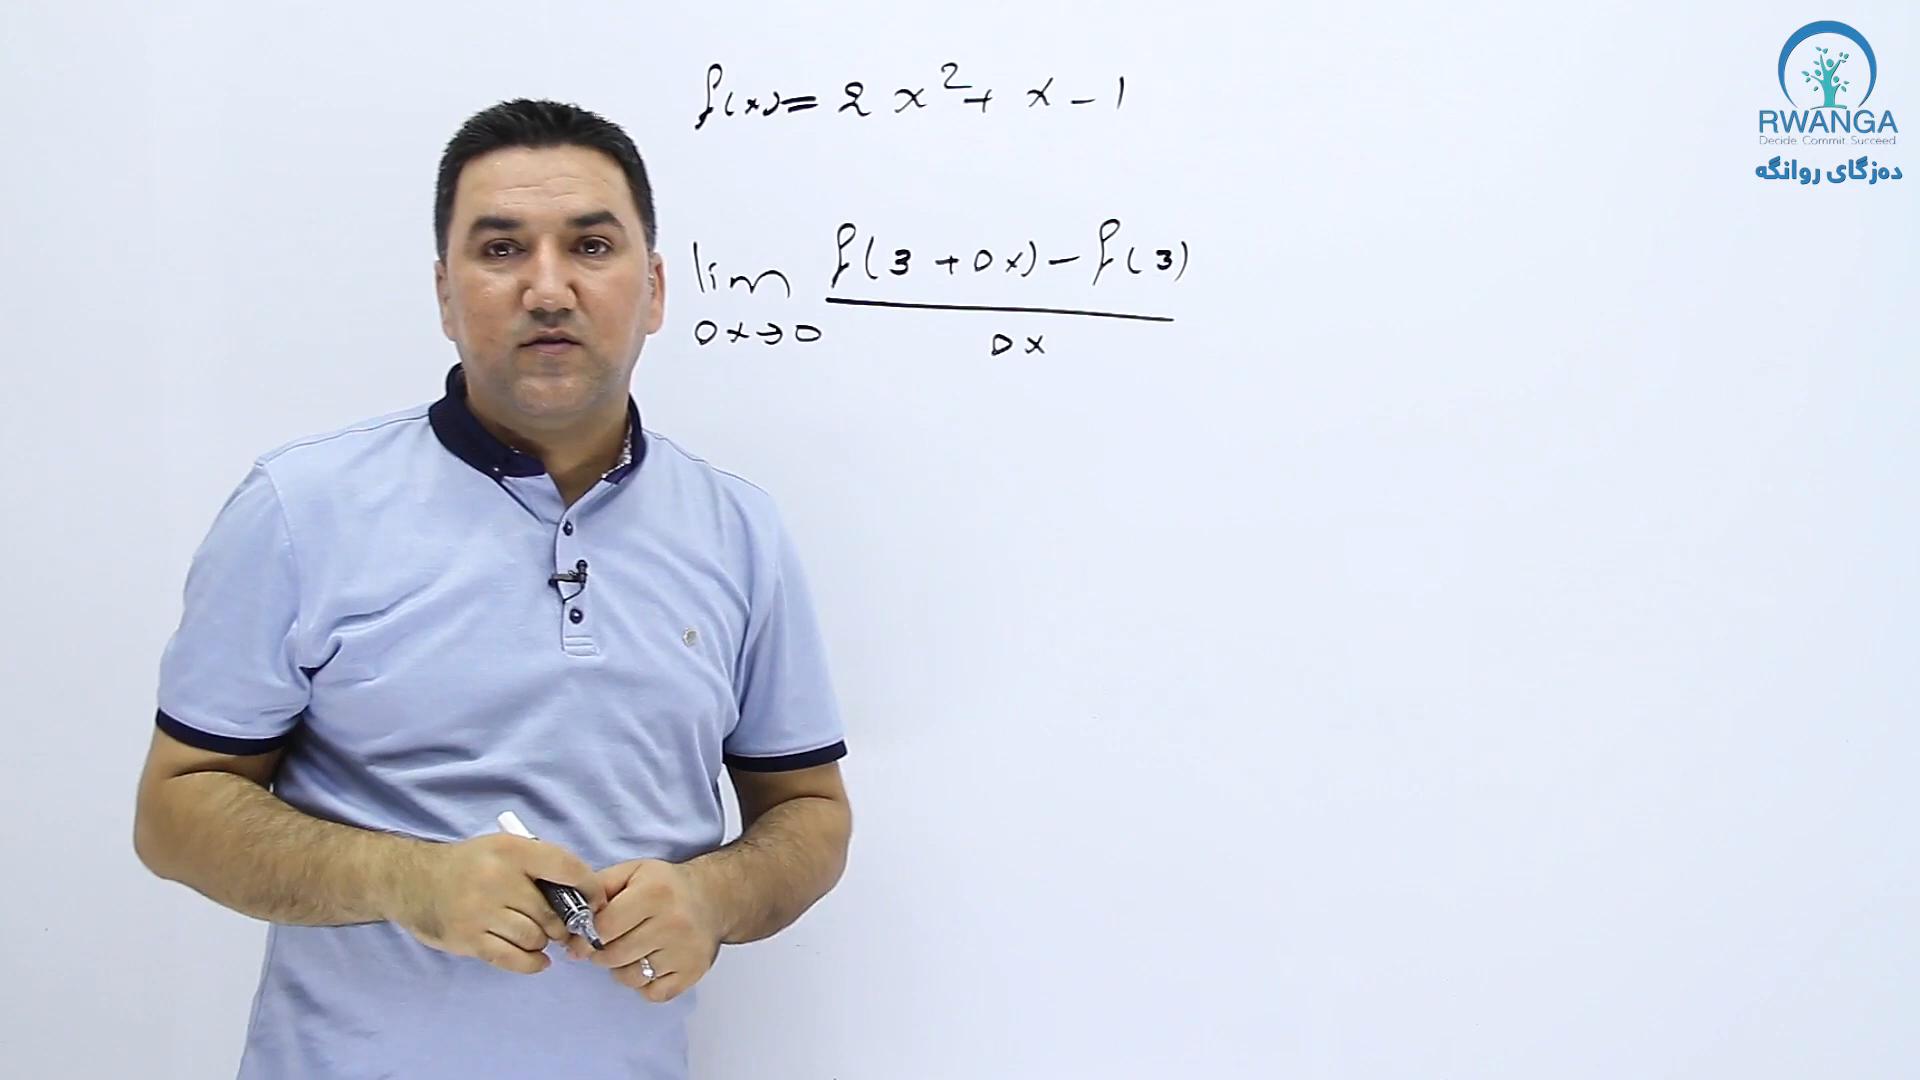 f(x) = 2x² + x - 1
lim Δx→0 (f(3 + Δx) - f(3)) / Δx
RWANGA
Decide. Commit. Succeed.
دەزگای روانگە